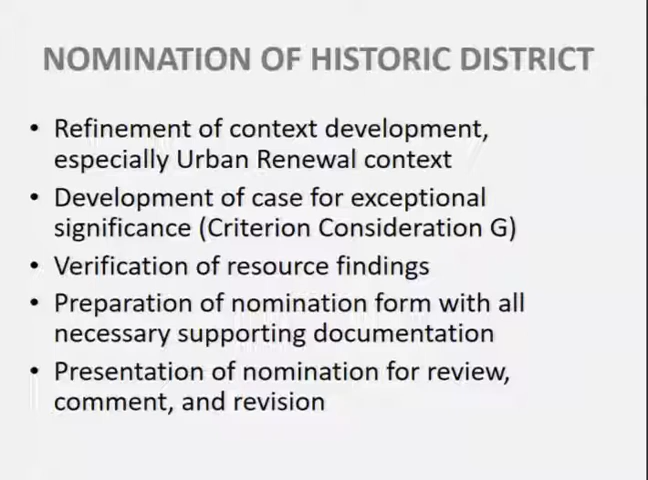 NOMINATION OF HISTORIC DISTRICT
• Refinement of context development,
especially Urban Renewal context
• Development of case for exceptional
significance (Criterion Consideration G)
• Verification of resource findings
• Preparation of nomination form with all
necessary supporting documentation
• Presentation of nomination for review,
comment, and revision